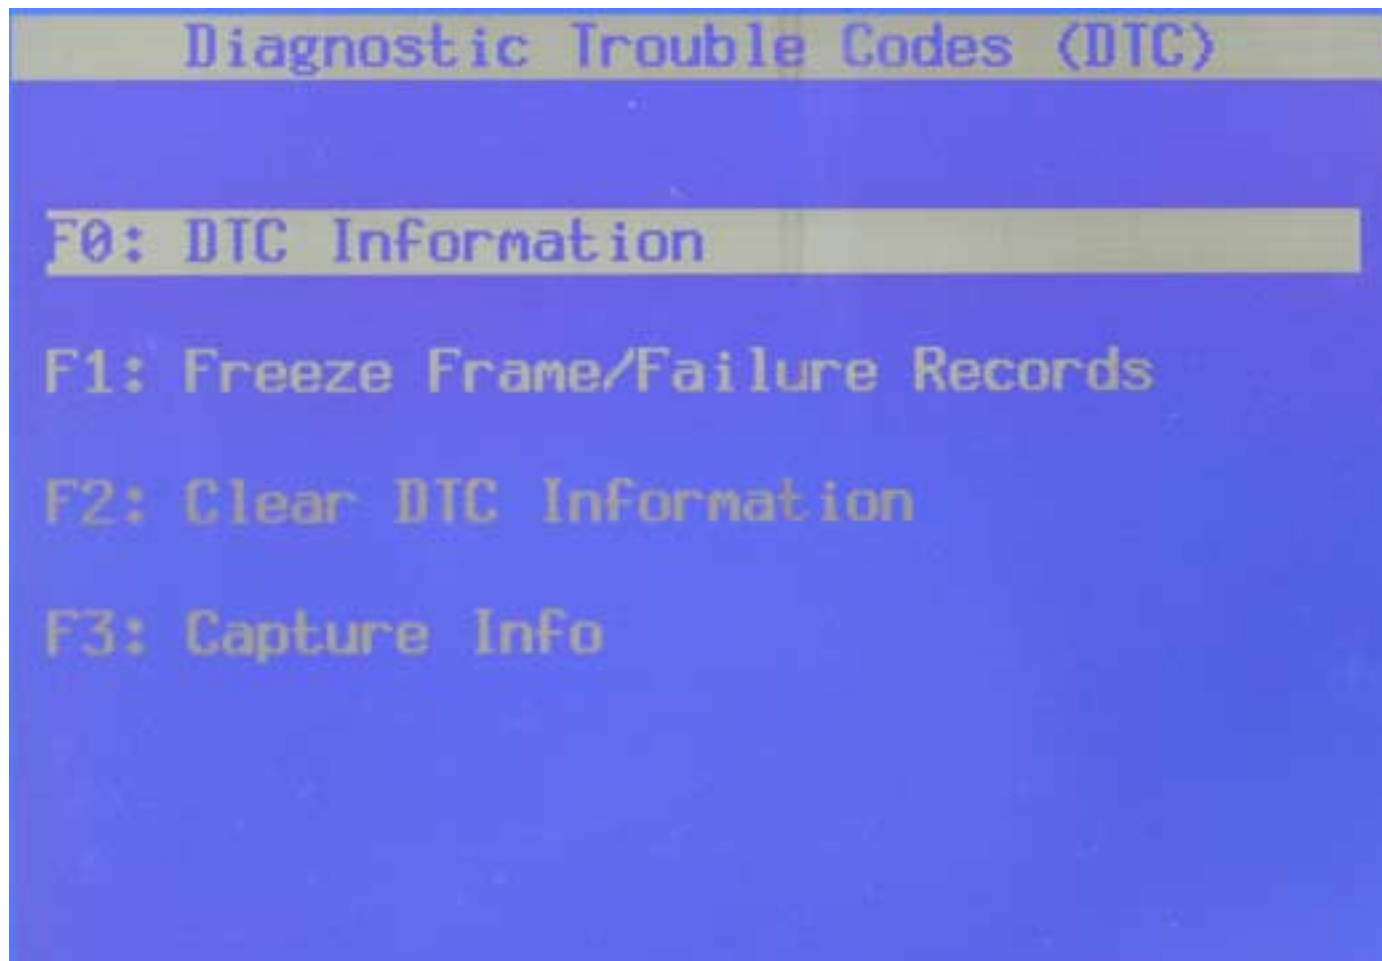 Diagnostic Trouble Codes (DTC)
F0: DTC Information
F1: Freeze Frame/Failure Records
F2: Clear DTC Information
F3: Capture Info